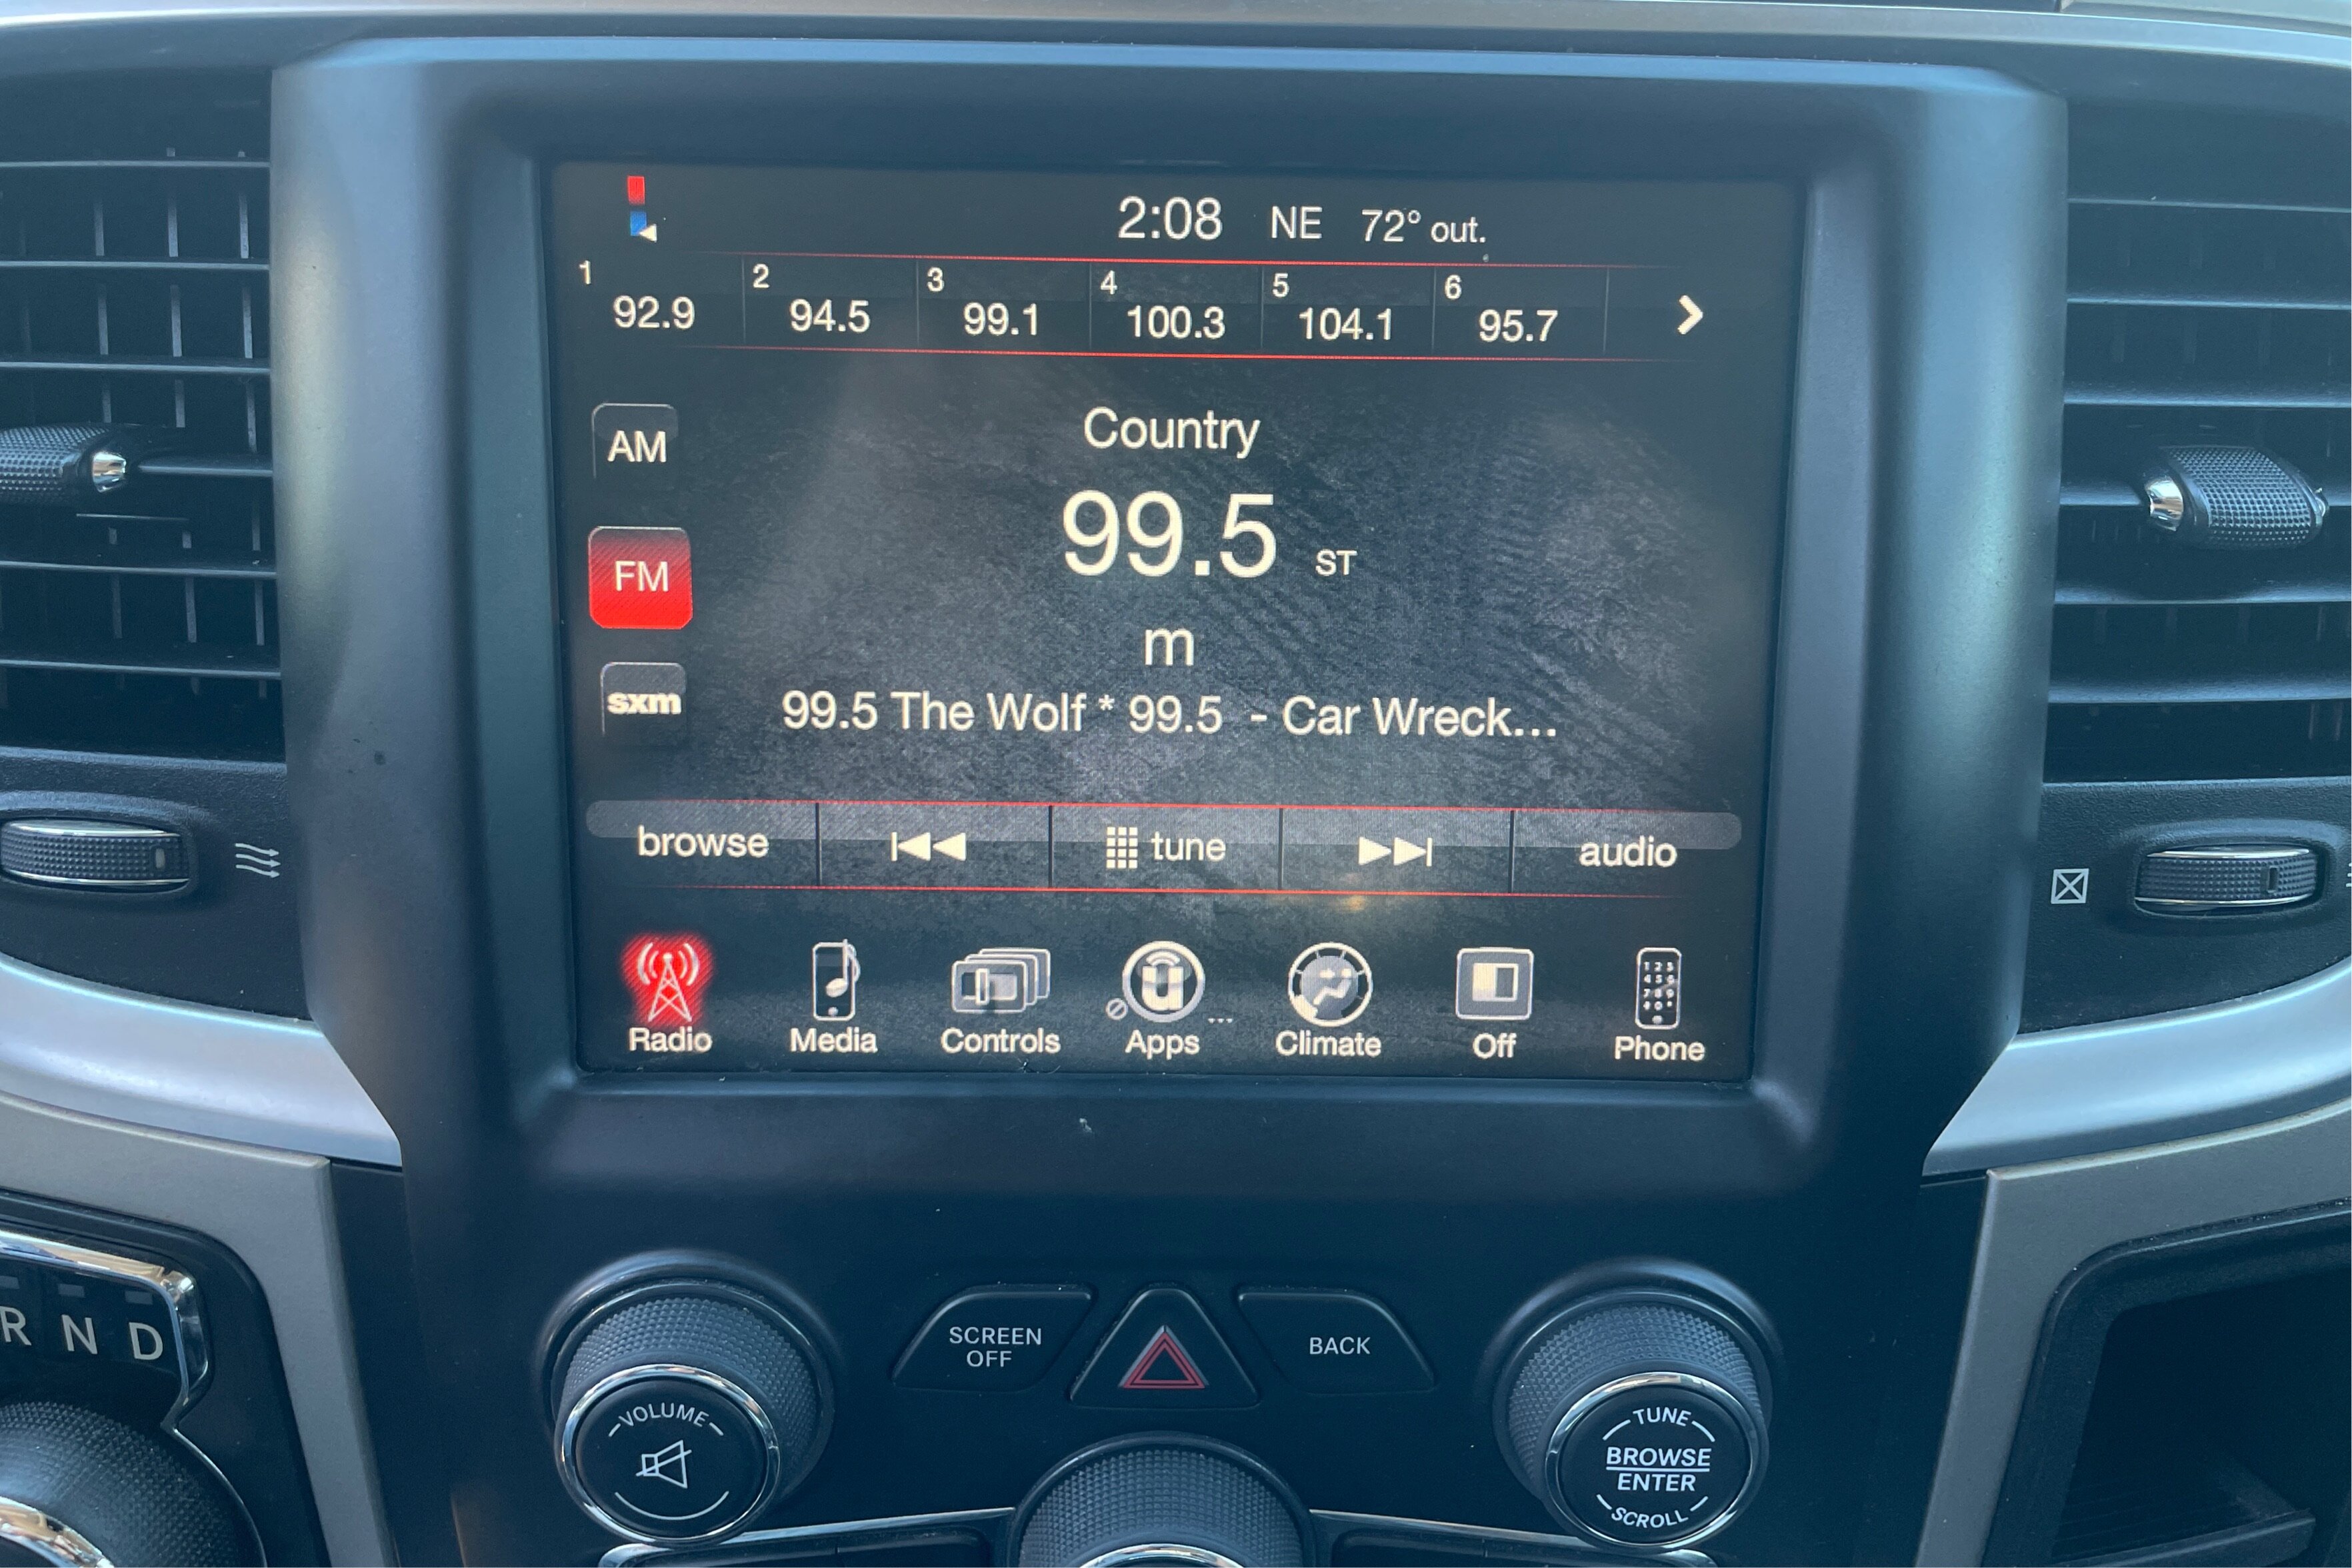 2:08 NE 72° out.
1 2 3 4 5 6
92.9 94.5 99.1 100.3 104.1 95.7
AM
Country
99.5 ST
FM
m
sxm
99.5 The Wolf * 99.5 - Car Wreck...
browse tune audio
Radio Media Controls Apps ... Climate Off Phone
R N D
SCREEN
OFF
BACK
VOLUME
TUNE
BROWSE
ENTER
SCROLL